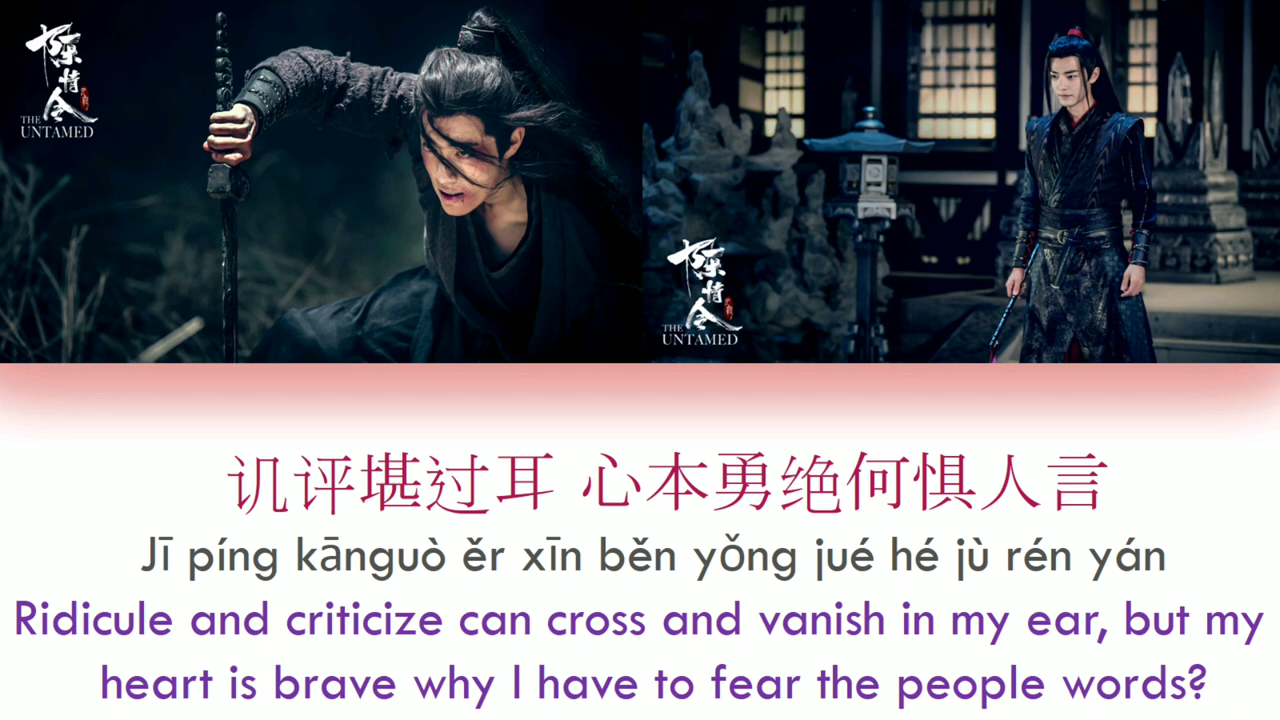 陈情令
THE
UNTAMED
陈情令
THE
UNTAMED
讥评堪过耳 心本勇绝何惧人言
Jī píng kānguò ěr xīn běn yǒng jué hé jù rén yán
Ridicule and criticize can cross and vanish in my ear, but my
heart is brave why I have to fear the people words?